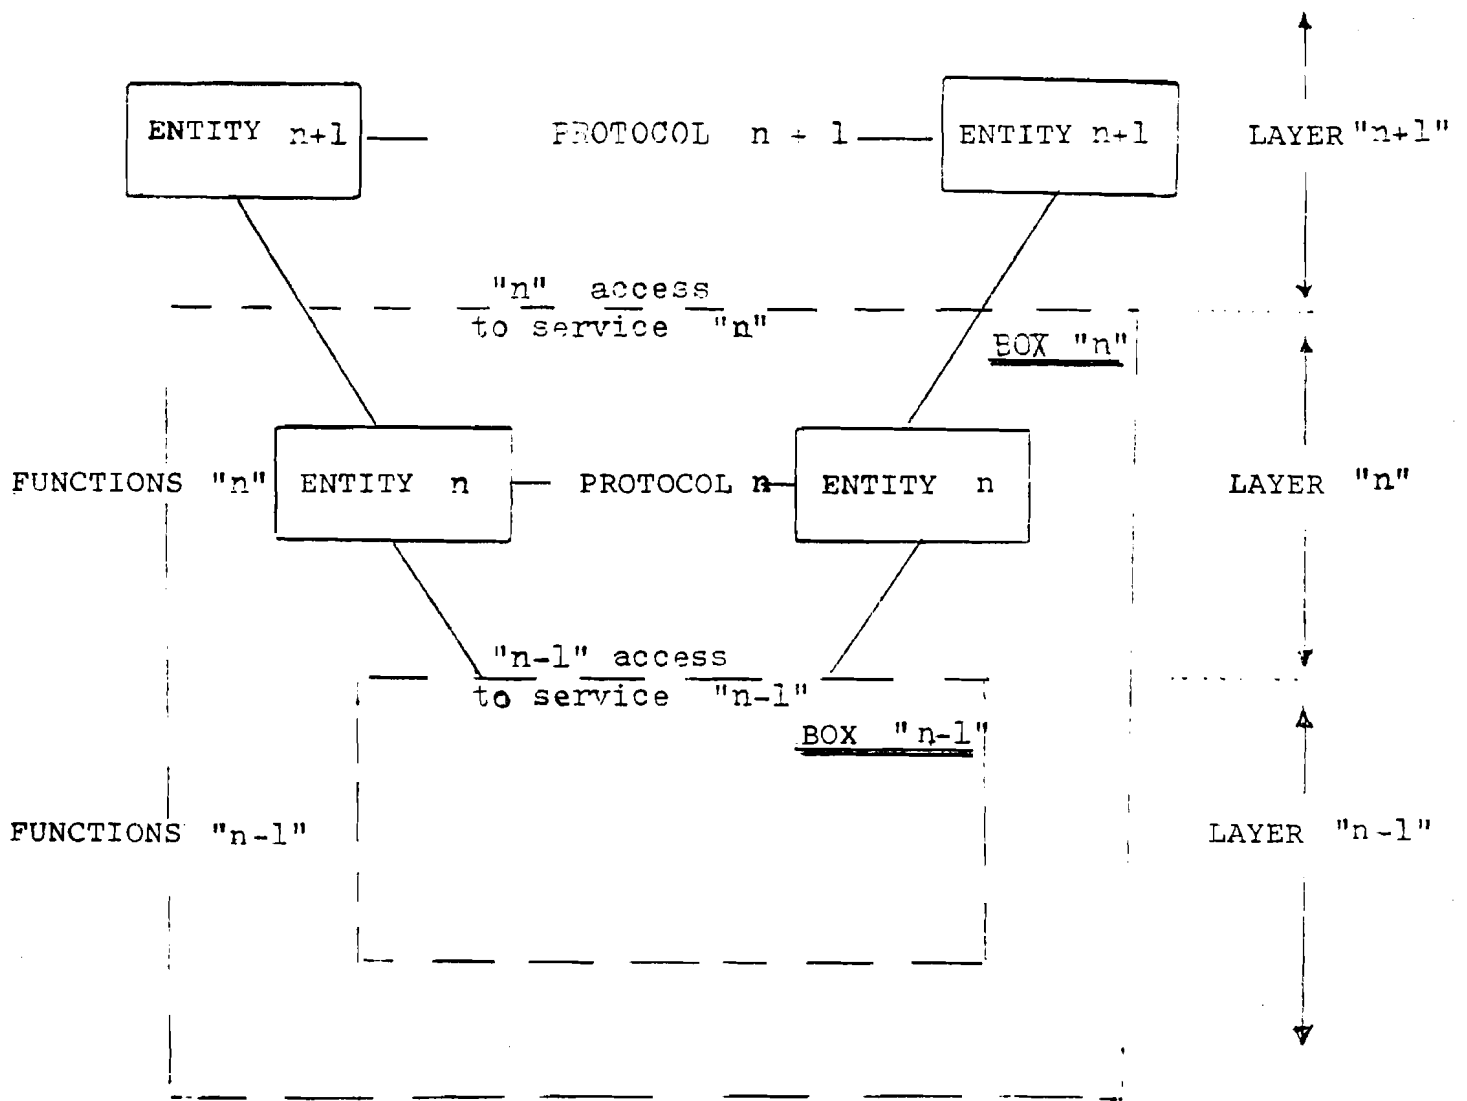 ENTITY n+1 PROTOCOL n + 1 ENTITY n+1 LAYER "n+1"
"n" access
to service "n"
BOX "n"
FUNCTIONS "n" ENTITY n PROTOCOL n ENTITY n LAYER "n"
"n-1" access
to service "n-1"
BOX "n-1"
FUNCTIONS "n-1" LAYER "n-1"